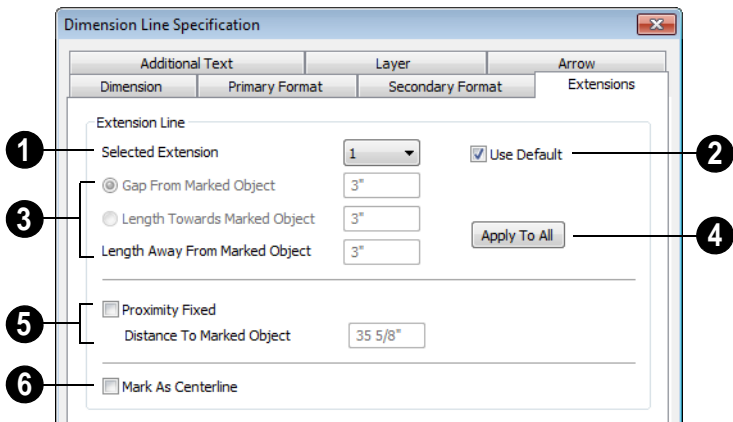 Dimension Line Specification
Additional Text Layer Arrow
Dimension Primary Format Secondary Format Extensions
Extension Line
1 Selected Extension 1 Use Default 2
3 Gap From Marked Object 3"
Length Towards Marked Object 3"
Apply To All 4
Length Away From Marked Object 3"
5 Proximity Fixed
Distance To Marked Object 35 5/8"
6 Mark As Centerline